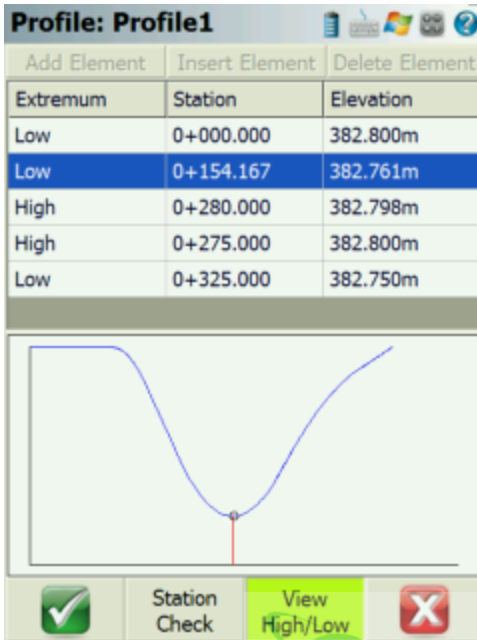 Profile: Profile1
Add Element Insert Element Delete Element
Extremum Station Elevation
Low 0+000.000 382.800m
Low 0+154.167 382.761m
High 0+280.000 382.798m
High 0+275.000 382.800m
Low 0+325.000 382.750m
Station Check View High/Low